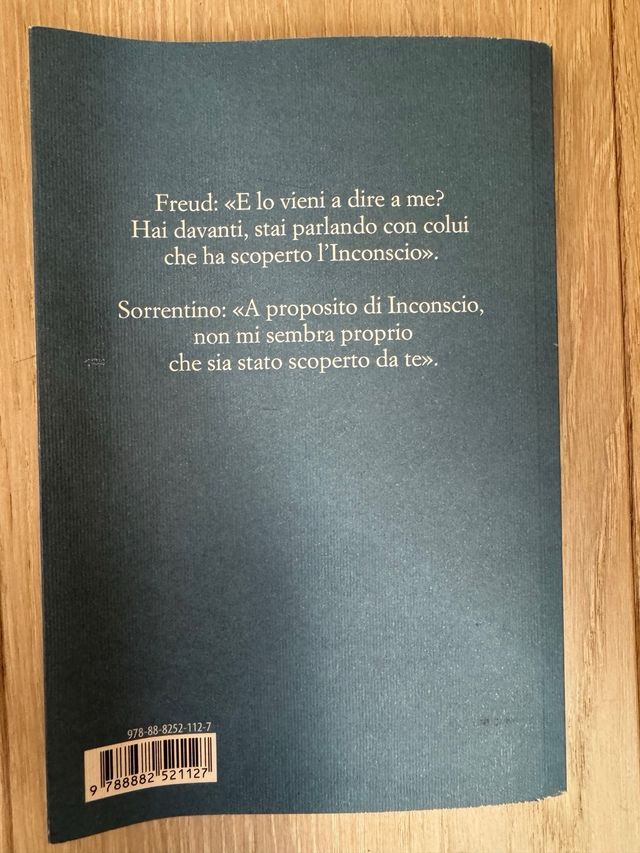 Freud: «E lo vieni a dire a me?
Hai davanti, stai parlando con colui
che ha scoperto l’Inconscio».
Sorrentino: «A proposito di Inconscio,
non mi sembra proprio
che sia stato scoperto da te».
978-88-8252-112-7
9 788882 521127